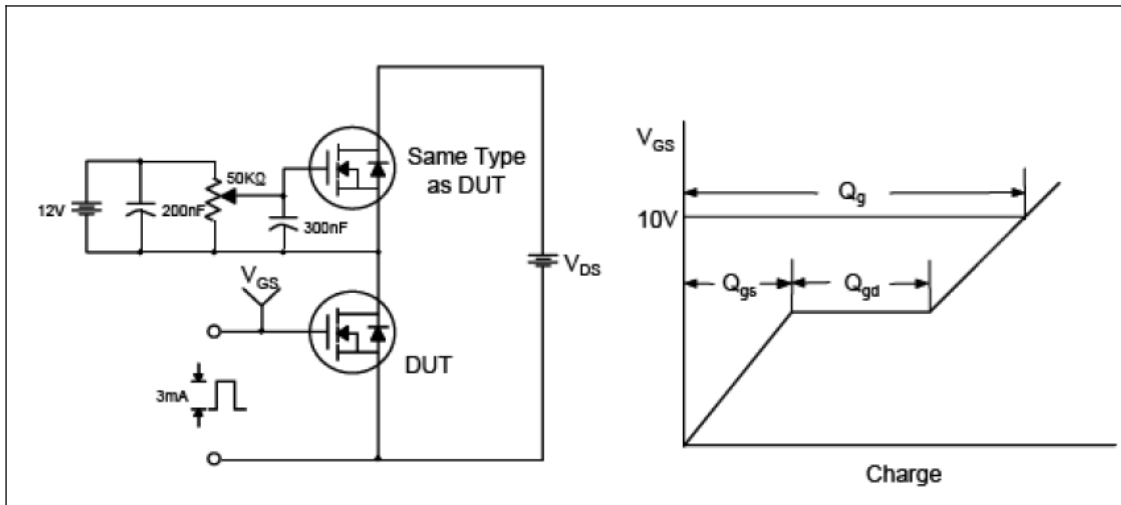 Same Type
as DUT
50KΩ
12V
200nF
300nF
V_GS
V_DS
DUT
3mA
V_GS
Q_g
10V
Q_gs
Q_gd
Charge